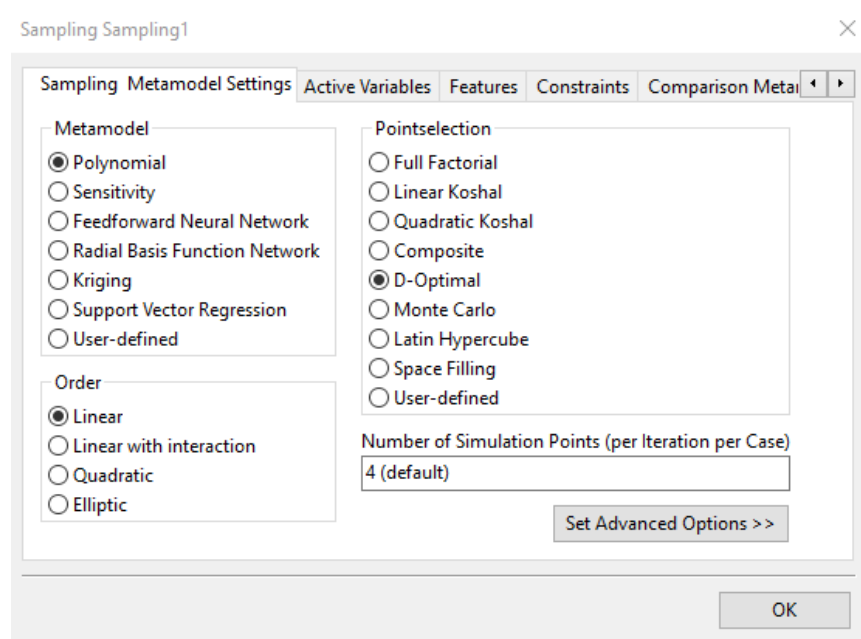 Sampling Sampling1
Sampling Metamodel Settings
Active Variables
Features
Constraints
Comparison Metai
Metamodel
Polynomial
Sensitivity
Feedforward Neural Network
Radial Basis Function Network
Kriging
Support Vector Regression
User-defined
Order
Linear
Linear with interaction
Quadratic
Elliptic
Pointselection
Full Factorial
Linear Koshal
Quadratic Koshal
Composite
D-Optimal
Monte Carlo
Latin Hypercube
Space Filling
User-defined
Number of Simulation Points (per Iteration per Case)
4 (default)
Set Advanced Options >>
OK